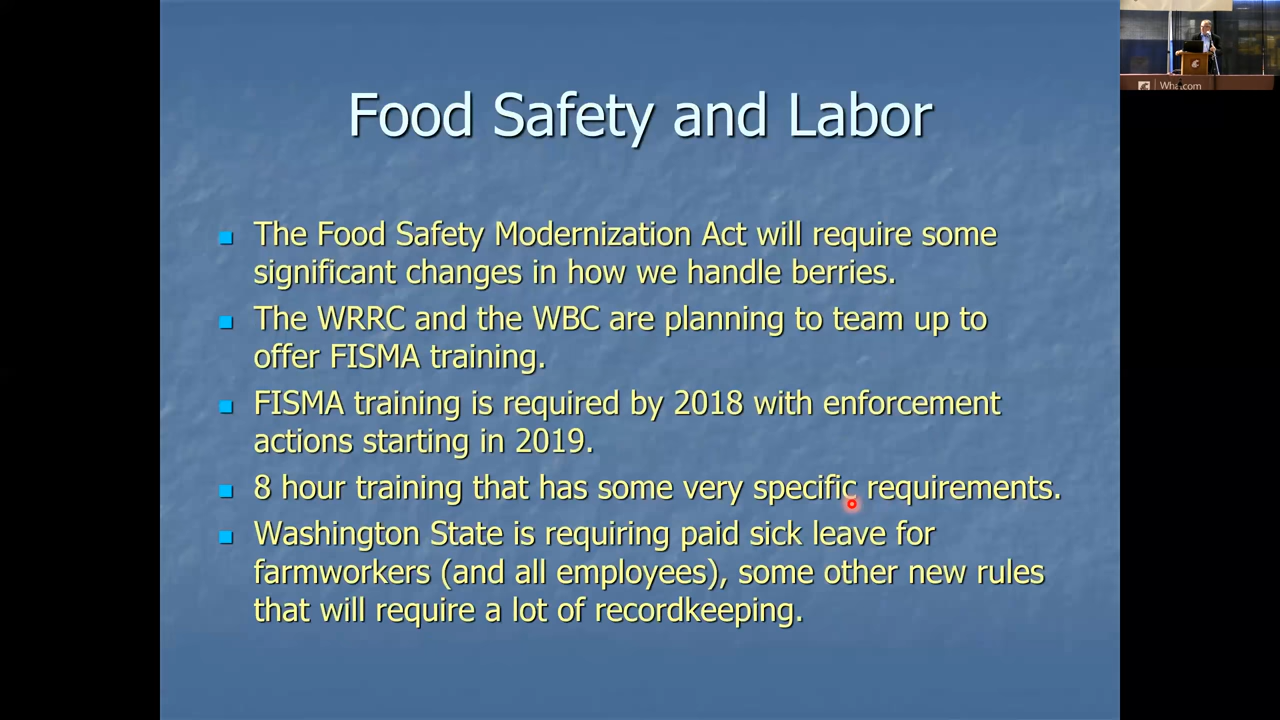 Food Safety and Labor
The Food Safety Modernization Act will require some
significant changes in how we handle berries.
The WRRC and the WBC are planning to team up to
offer FISMA training.
FISMA training is required by 2018 with enforcement
actions starting in 2019.
8 hour training that has some very specific requirements.
Washington State is requiring paid sick leave for
farmworkers (and all employees), some other new rules
that will require a lot of recordkeeping.
Whatcom